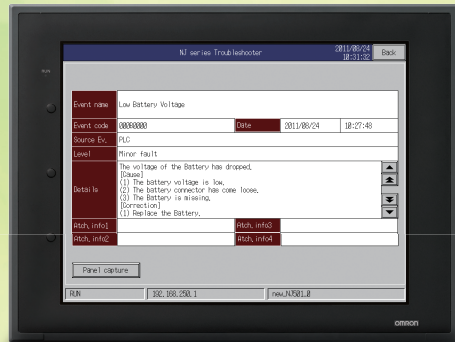 NJ series Troubleshooter
2011/08/24
10:31:32
Back
Event name
Low Battery Voltage
Event code
Date
2011/08/24
10:27:48
Source Ev.
PLC
Level
Minor fault
Details
The voltage of the Battery has dropped.
[Cause]
(1) The battery voltage is low.
(2) The battery connector has come loose.
(3) The Battery is missing.
[Correction]
(1) Replace the Battery.
Atch. info1
Atch. info3
Atch. info2
Atch. info4
Panel capture
RUN
192.168.250.1
new_NJ501_0
OMRON